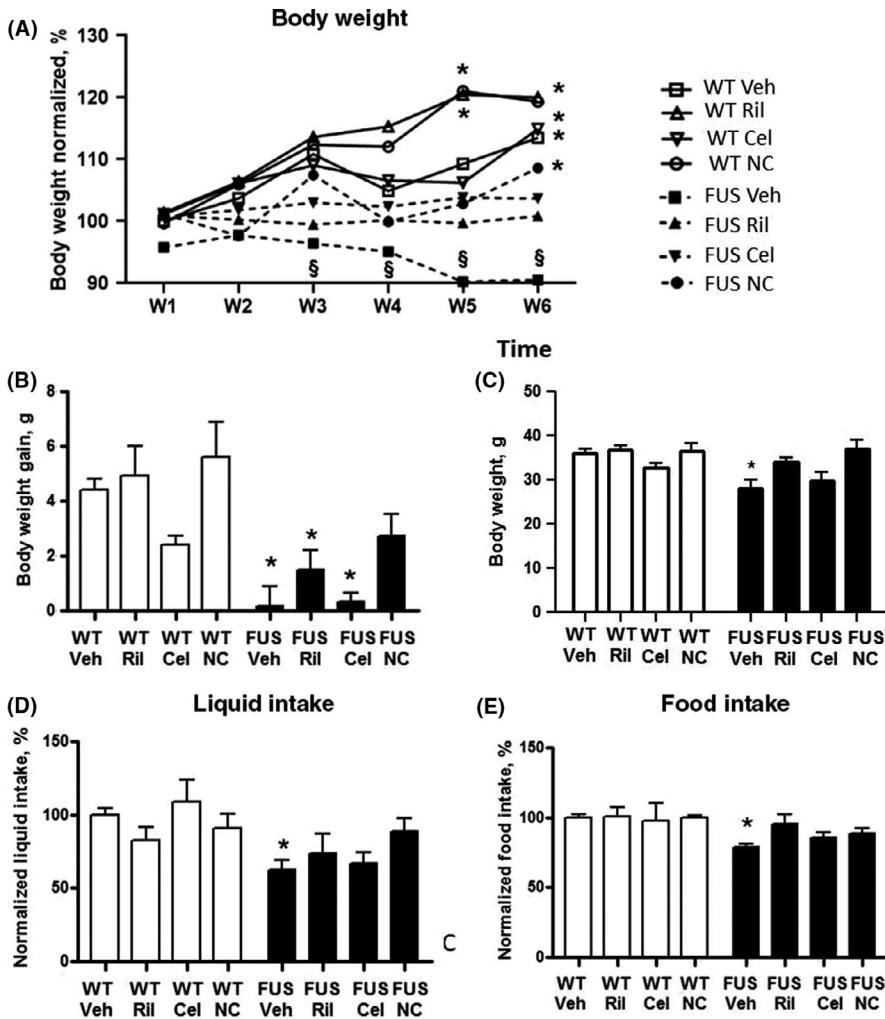 (A)
Body weight
Body weight normalized, %
130
120
110
100
90
*
*
*
*
*
*
§
§
§
§
W1 W2 W3 W4 W5 W6
Time
WT Veh
WT Ril
WT Cel
WT NC
FUS Veh
FUS Ril
FUS Cel
FUS NC
(B)
Body weight gain, g
8
6
4
2
0
*
*
*
WT WT WT WT FUS FUS FUS FUS
Veh Ril Cel NC Veh Ril Cel NC
(C)
Body weight, g
50
40
30
20
10
0
*
WT WT WT WT FUS FUS FUS FUS
Veh Ril Cel NC Veh Ril Cel NC
(D)
Liquid intake
Normalized liquid intake, %
150
100
50
0
*
C
WT WT WT WT FUS FUS FUS FUS
Veh Ril Cel NC Veh Ril Cel NC
(E)
Food intake
Normalized food intake, %
150
100
50
0
*
WT WT WT WT FUS FUS FUS FUS
Veh Ril Cel NC Veh Ril Cel NC